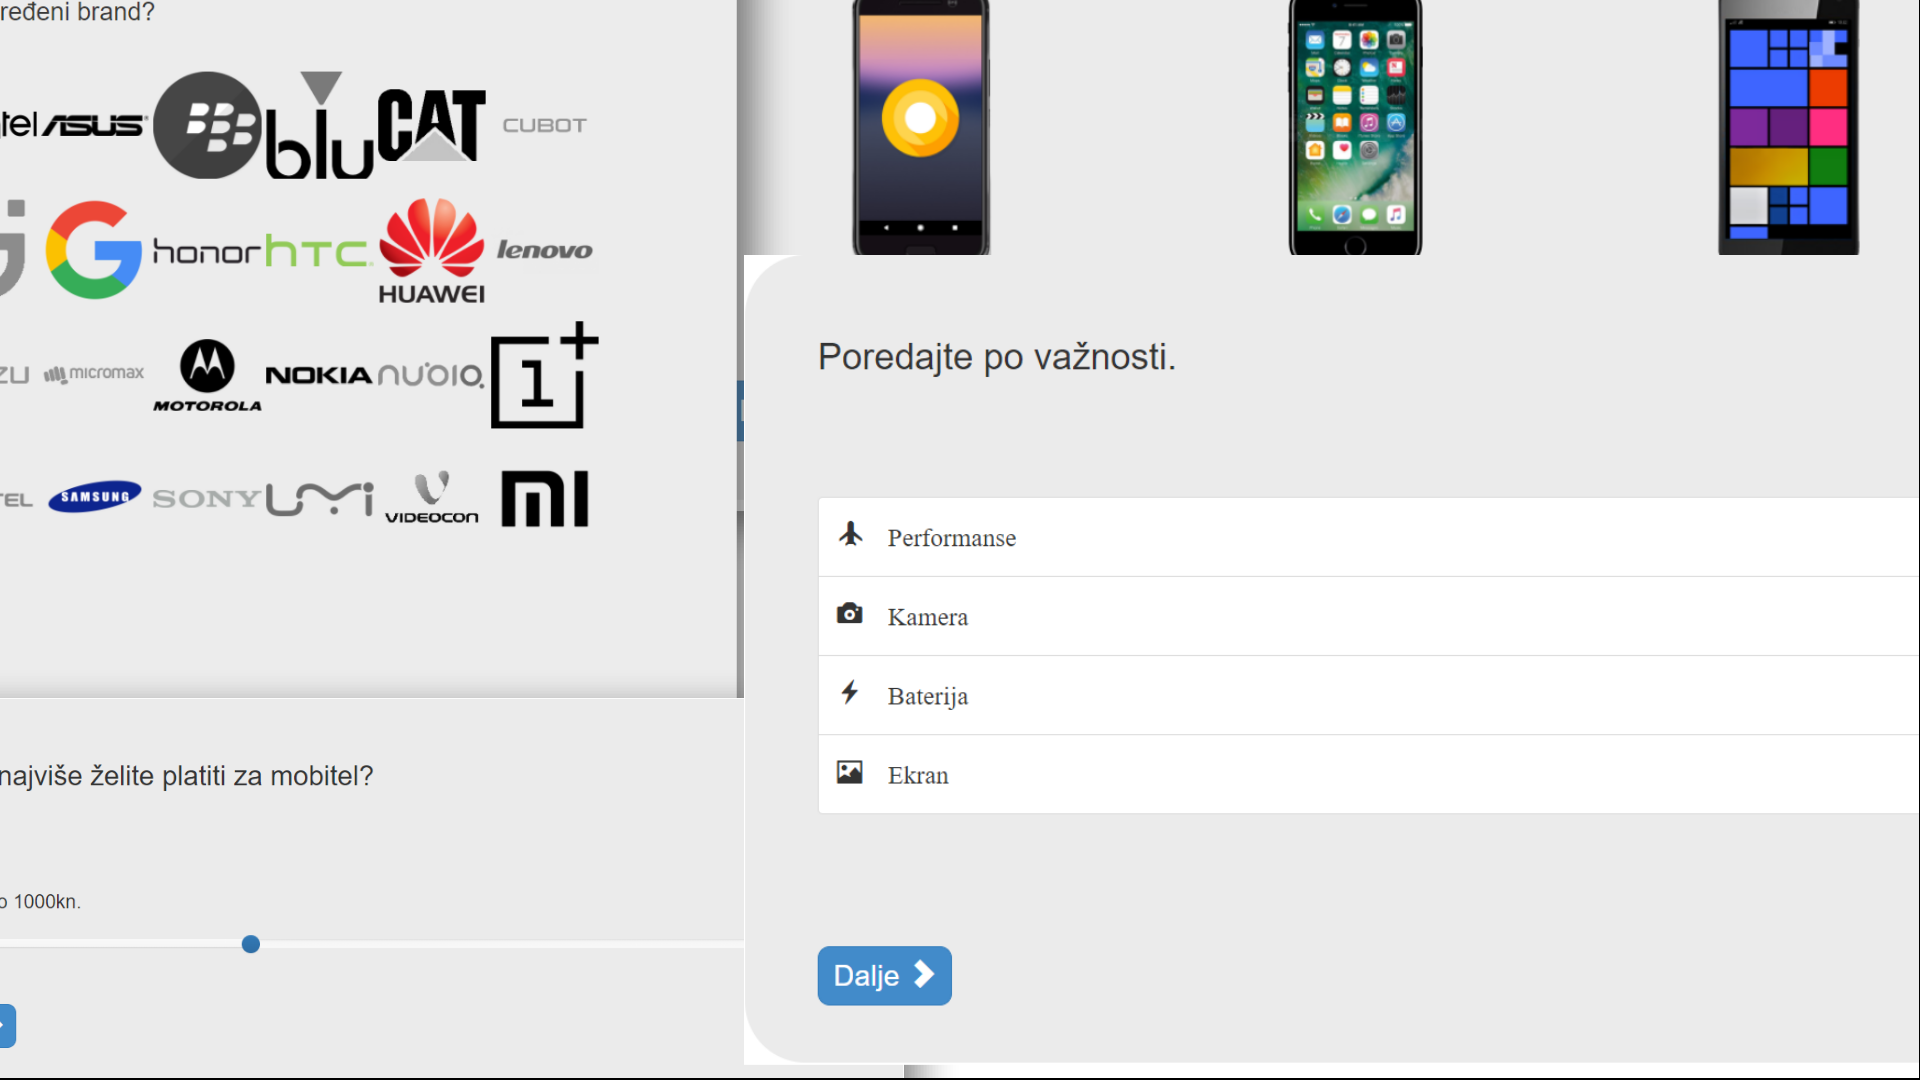 ređeni brand?
tel ASUS blu CAT CUBOT
honor hTC HUAWEI lenovo
ZU micromax MOTOROLA NOKIA nubia 1+
TEL SAMSUNG SONY UMi VIDEOCON MI
najviše želite platiti za mobitel?
o 1000kn.
Poredajte po važnosti.
Performanse
Kamera
Baterija
Ekran
Dalje